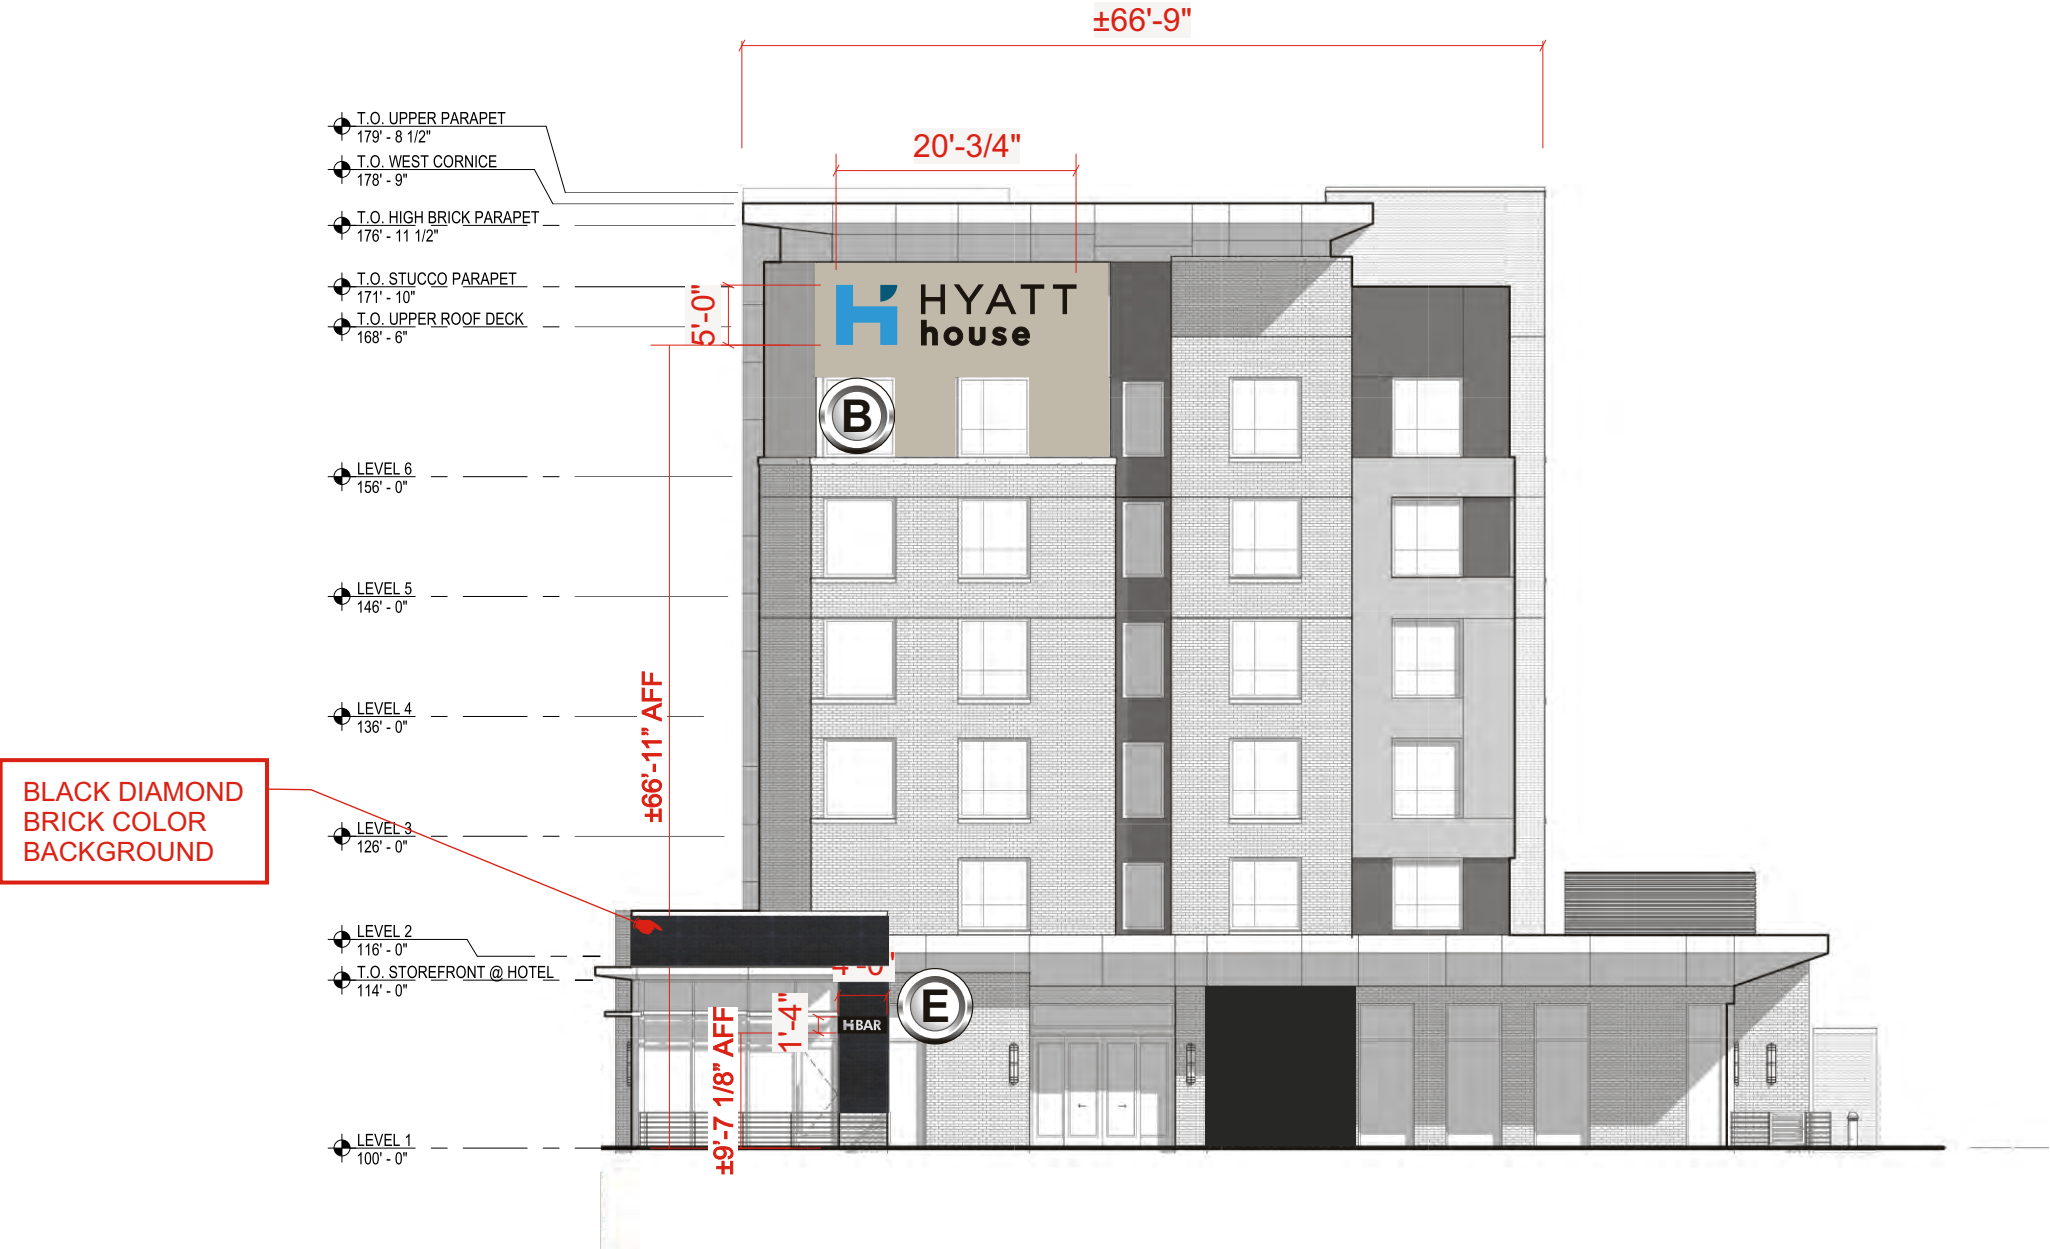 ±66'-9"
20'-3/4"
T.O. UPPER PARAPET
179' - 8 1/2"
T.O. WEST CORNICE
178' - 9"
T.O. HIGH BRICK PARAPET
176' - 11 1/2"
T.O. STUCCO PARAPET
171' - 10"
T.O. UPPER ROOF DECK
168' - 6"
5'-0"
HYATT
house
B
LEVEL 6
156' - 0"
LEVEL 5
146' - 0"
LEVEL 4
136' - 0"
±66'-11" AFF
BLACK DIAMOND
BRICK COLOR
BACKGROUND
LEVEL 3
126' - 0"
LEVEL 2
116' - 0"
T.O. STOREFRONT @ HOTEL
114' - 0"
1'-4"
HBAR
E
±9'-7 1/8" AFF
LEVEL 1
100' - 0"